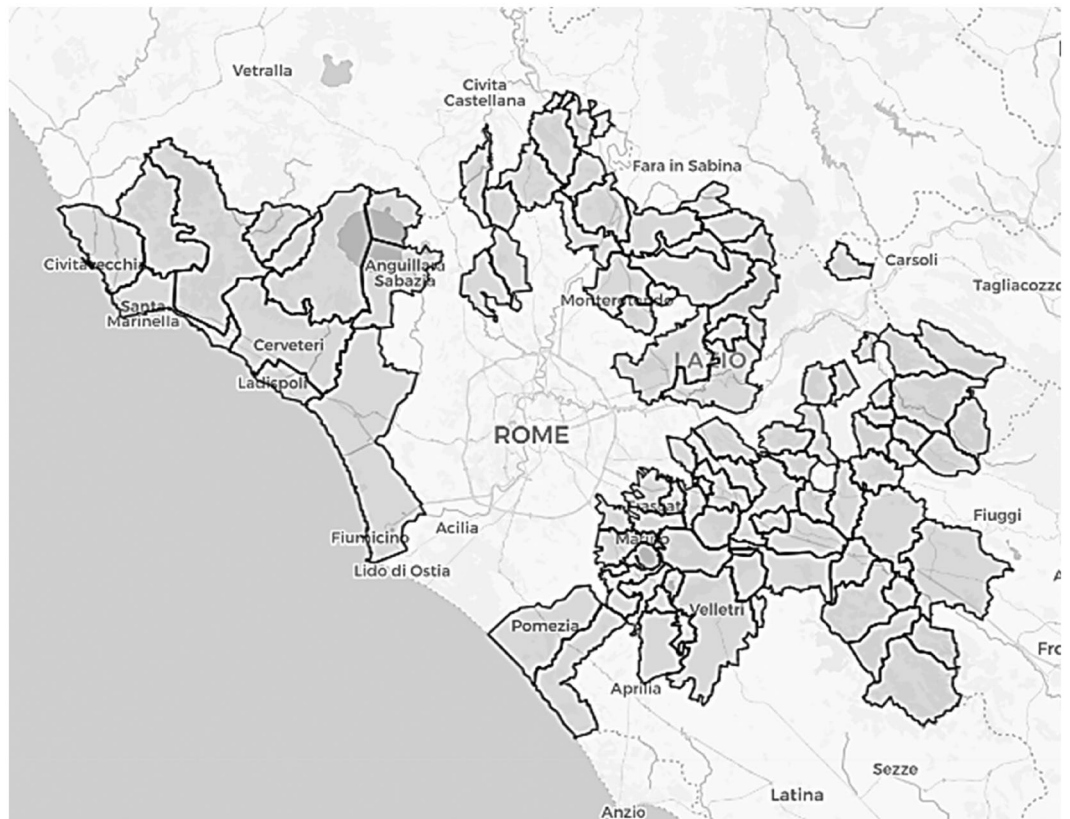 Vetralla
Civita
Castellana
Fara in Sabina
Civitavecchia
Anguillara
Sabazia
Carsoli
Tagliacozzo
Santa
Marinella
Monterotondo
Cerveteri
LAZIO
Ladispoli
ROME
Frascati
Fiuggi
Acilia
Fiumicino
Marino
Lido di Ostia
A
Velletri
Pomezia
Fro
Aprilia
Sezze
Latina
Anzio